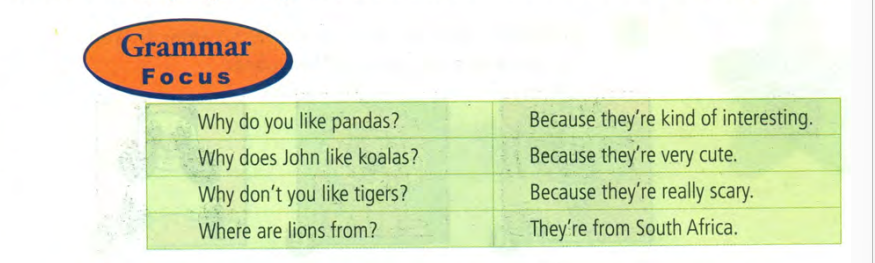 Grammar
Focus
Why do you like pandas? Because they're kind of interesting.
Why does John like koalas? Because they're very cute.
Why don't you like tigers? Because they're really scary.
Where are lions from? They're from South Africa.